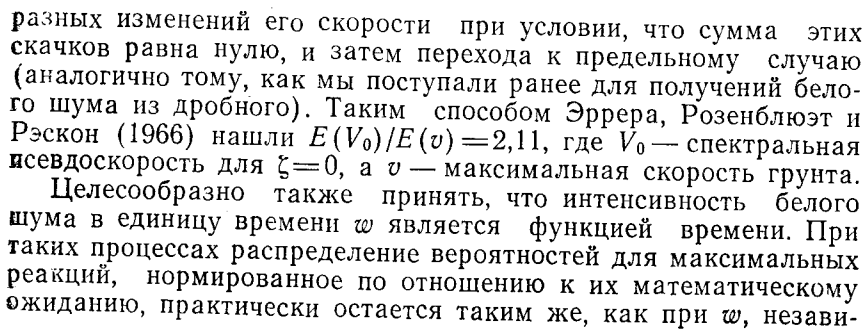 разных изменений его скорости при условии, что сумма этих
скачков равна нулю, и затем перехода к предельному случаю
(аналогично тому, как мы поступали ранее для получений бело-
го шума из дробного). Таким способом Эррера, Розенблюэт и
Рэскон (1966) нашли E(V₀)/E(v)=2,11, где V₀— спектральная
псевдоскорость для ζ=0, а v — максимальная скорость грунта.
Целесообразно также принять, что интенсивность белого
шума в единицу времени w является функцией времени. При
таких процессах распределение вероятностей для максимальных
реакций, нормированное по отношению к их математическому
ожиданию, практически остается таким же, как при w, незави-